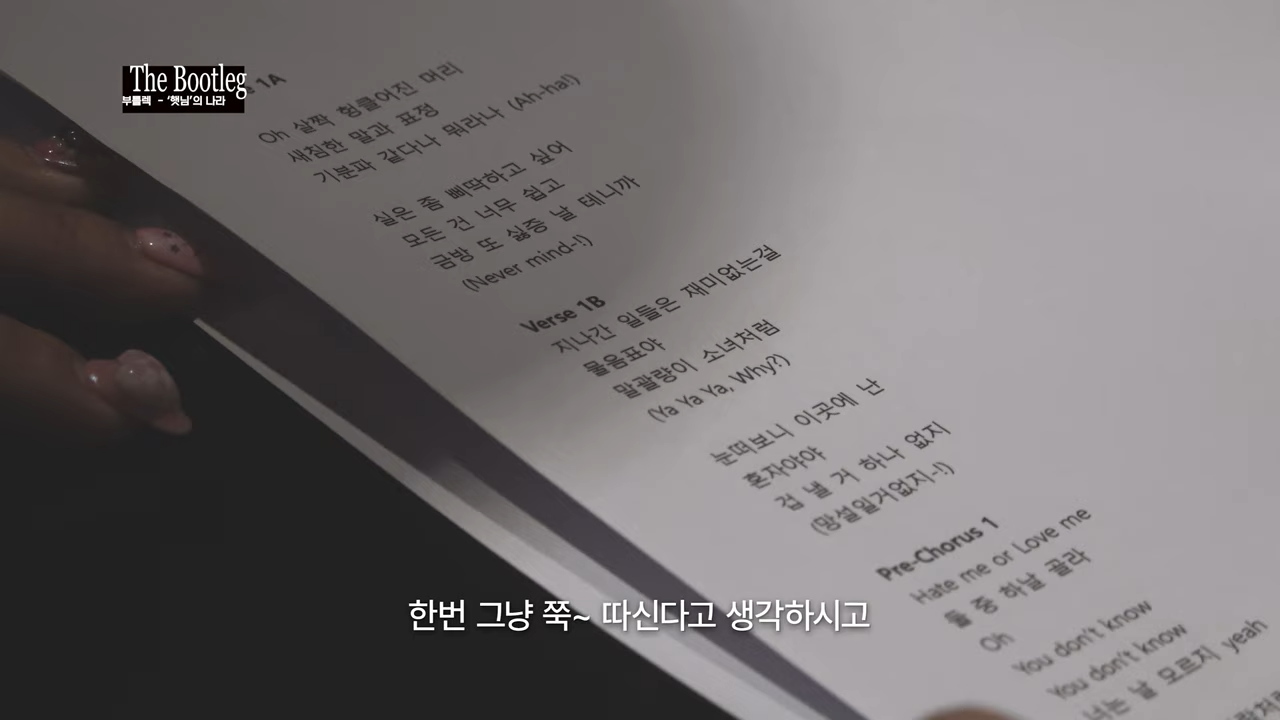 The Bootleg
부틀렉 - '햇님'의 나라
1A
Oh 살짝 헝클어진 머리
새침한 말과 표정
기분파 같다나 뭐라나 (Ah-ha!)
실은 좀 삐딱하고 싶어
모든 건 너무 쉽고
금방 또 싫증 날 테니까
(Never mind-!)
Verse 1B
지나간 일들은 재미없는걸
물음표야
말괄량이 소녀처럼
(Ya Ya Ya, Why?)
눈떠보니 이곳에 난
혼자야야
겁 낼 거 하나 없지
(망설일거없지-!)
Pre-Chorus 1
Hate me or Love me
둘 중 하날 골라
Oh
You don't know
You don't know
너는 날 모르지 yeah
한번 그냥 쭉~ 따신다고 생각하시고